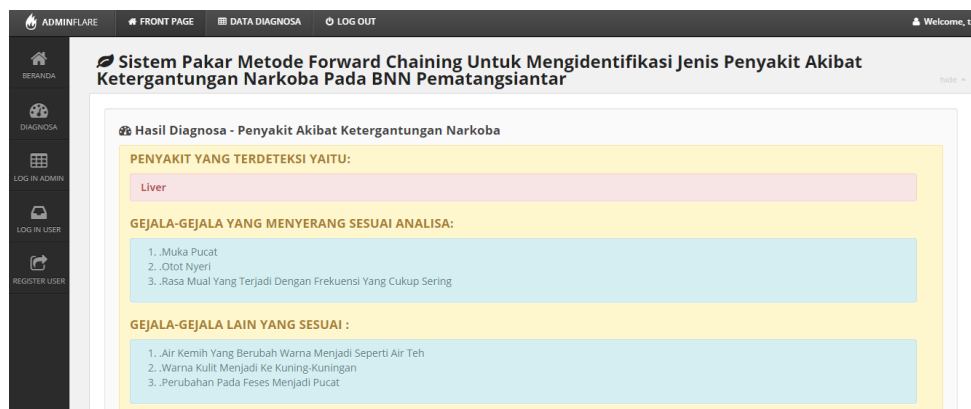 ADMINFLARE FRONT PAGE DATA DIAGNOSA LOG OUT Welcome, t
BERANDA
DIAGNOSA
LOG IN ADMIN
LOG IN USER
REGISTER USER
Sistem Pakar Metode Forward Chaining Untuk Mengidentifikasi Jenis Penyakit Akibat
Ketergantungan Narkoba Pada BNN Pematangsiantar
hide
Hasil Diagnosa - Penyakit Akibat Ketergantungan Narkoba
PENYAKIT YANG TERDETEKSI YAITU:
Liver
GEJALA-GEJALA YANG MENYERANG SESUAI ANALISA:
1. .Muka Pucat
2. .Otot Nyeri
3. .Rasa Mual Yang Terjadi Dengan Frekuensi Yang Cukup Sering
GEJALA-GEJALA LAIN YANG SESUAI :
1. .Air Kemih Yang Berubah Warna Menjadi Seperti Air Teh
2. .Warna Kulit Menjadi Ke Kuning-Kuningan
3. .Perubahan Pada Feses Menjadi Pucat